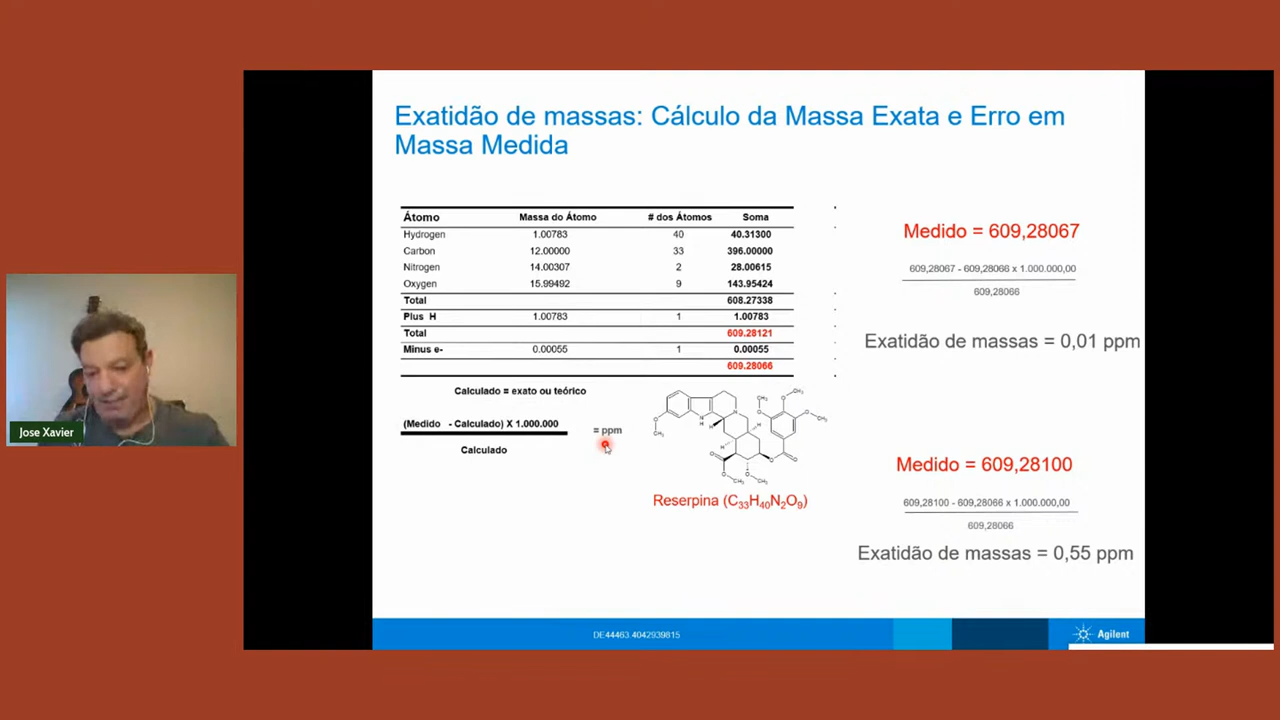 Exatidão de massas: Cálculo da Massa Exata e Erro em
Massa Medida
Átomo Massa do Átomo # dos Átomos Soma
Hydrogen 1.00783 40 40.31300
Carbon 12.00000 33 396.00000
Nitrogen 14.00307 2 28.00615
Oxygen 15.99492 9 143.95424
Total 608.27338
Plus H 1.00783 1 1.00783
Total 609.28121
Minus e- 0.00055 1 0.00055
609.28066
Calculado = exato ou teórico
(Medido - Calculado) X 1.000.000
= ppm
Calculado
N
H
H
H
H
N
O
CH₃
O
O
CH₃
O
CH₃
O
O
O
CH₃
O
CH₃
O
CH₃
Reserpina (C₃₃H₄₀N₂O₉)
Medido = 609,28067
609,28067 - 609,28066 x 1.000.000,00
609,28066
Exatidão de massas = 0,01 ppm
Medido = 609,28100
609,28100 - 609,28066 x 1.000.000,00
609,28066
Exatidão de massas = 0,55 ppm
Jose Xavier
DE44463.4042939815
Agilent